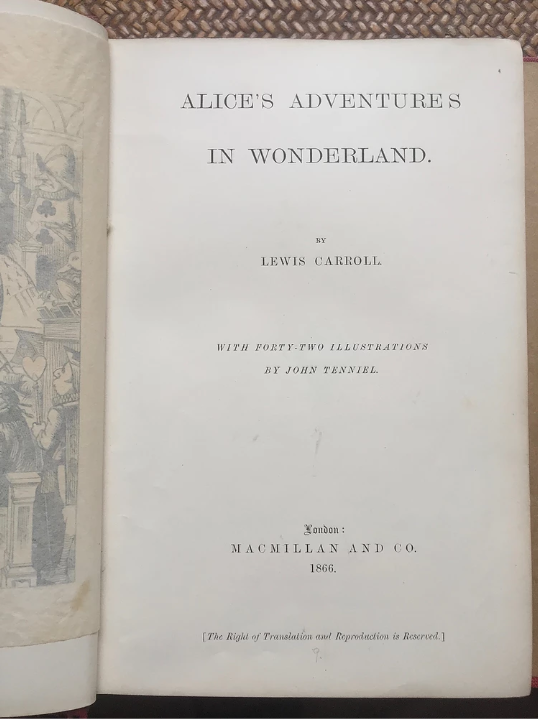 ALICE'S ADVENTURES
IN WONDERLAND.
BY
LEWIS CARROLL.
WITH FORTY-TWO ILLUSTRATIONS
BY JOHN TENNIEL.
London:
MACMILLAN AND CO.
1866.
[The Right of Translation and Reproduction is Reserved.]